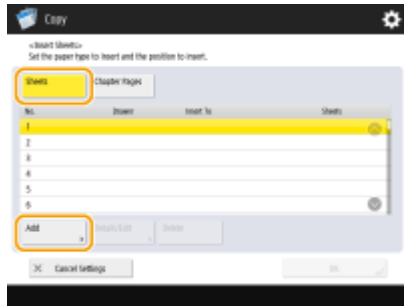 Copy
<Insert Sheets>
Set the paper type to insert and the position to insert.
Sheets
Chapter Pages
No. Drawer Insert To Sheets
1
2
3
4
5
6
Add
Details/Edit
Delete
Cancel Settings
OK